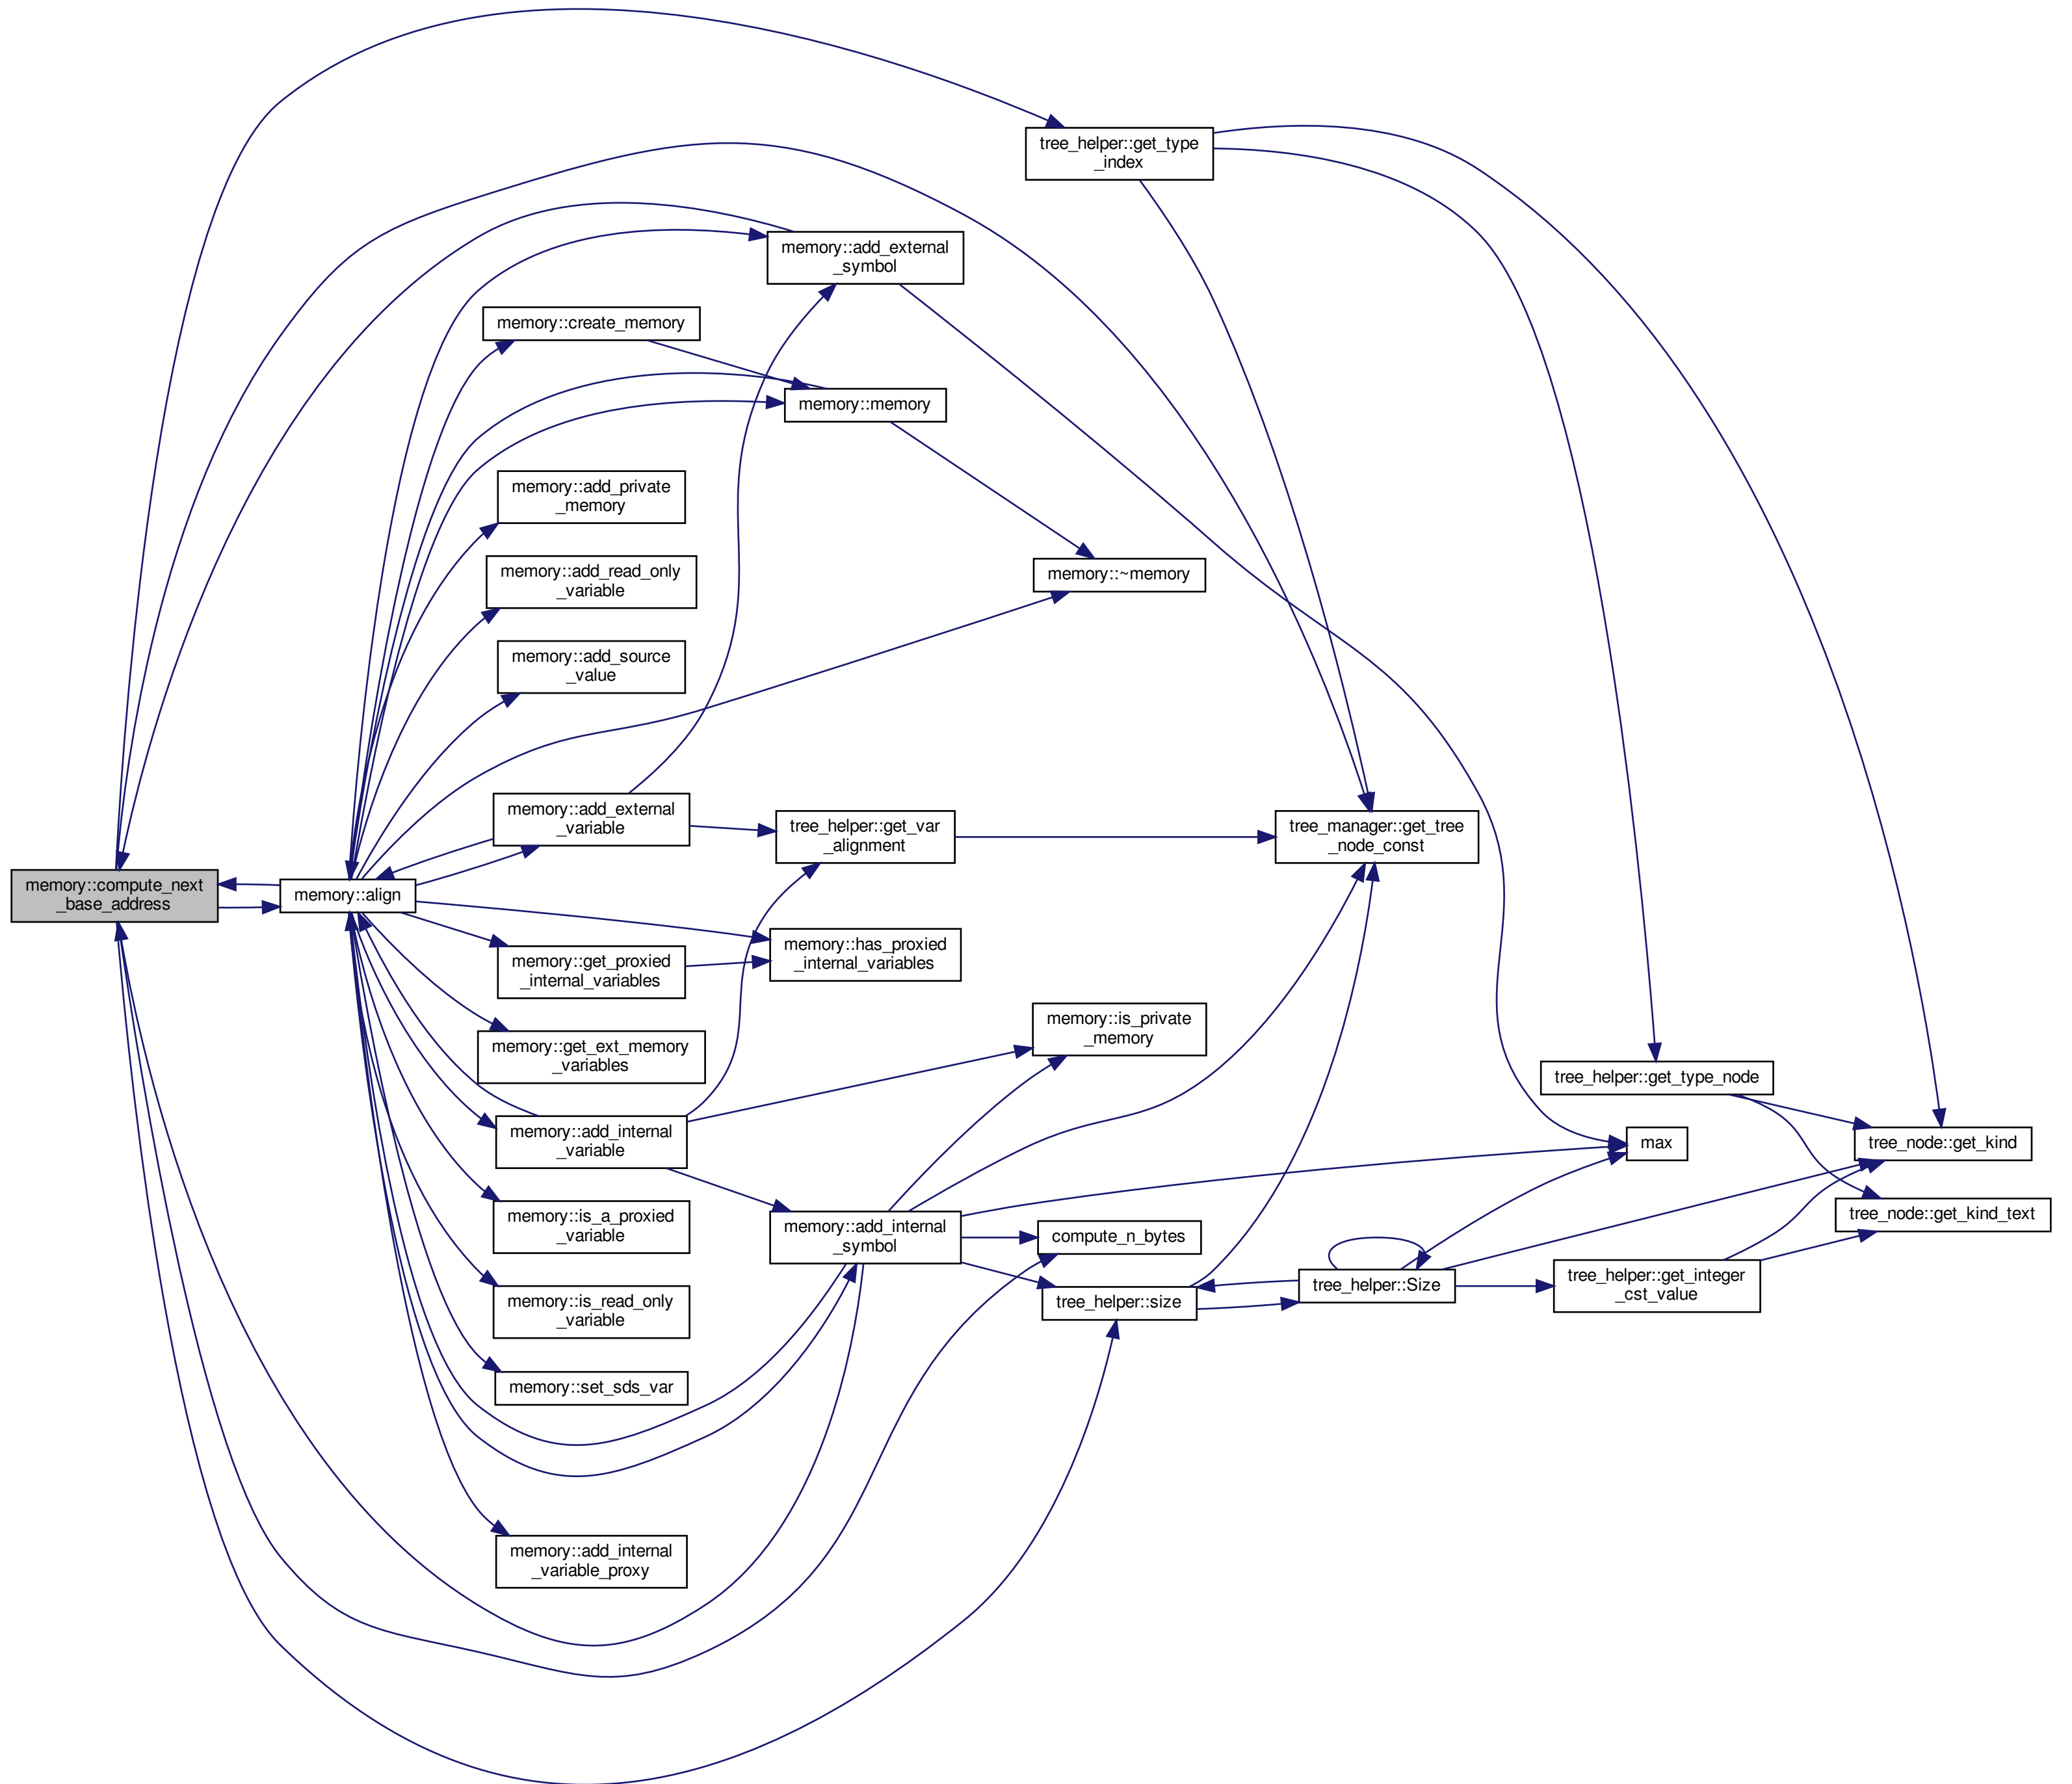 tree_helper::get_type
_index
memory::add_external
_symbol
memory::create_memory
memory::memory
memory::add_private
_memory
memory::add_read_only
_variable
memory::~memory
memory::add_source
_value
memory::add_external
_variable
tree_helper::get_var
_alignment
tree_manager::get_tree
_node_const
memory::compute_next
_base_address
memory::align
memory::has_proxied
_internal_variables
memory::get_proxied
_internal_variables
memory::is_private
_memory
memory::get_ext_memory
_variables
tree_helper::get_type_node
memory::add_internal
_variable
max
tree_node::get_kind
memory::is_a_proxied
_variable
memory::add_internal
_symbol
compute_n_bytes
tree_node::get_kind_text
memory::is_read_only
_variable
tree_helper::size
tree_helper::Size
tree_helper::get_integer
_cst_value
memory::set_sds_var
memory::add_internal
_variable_proxy